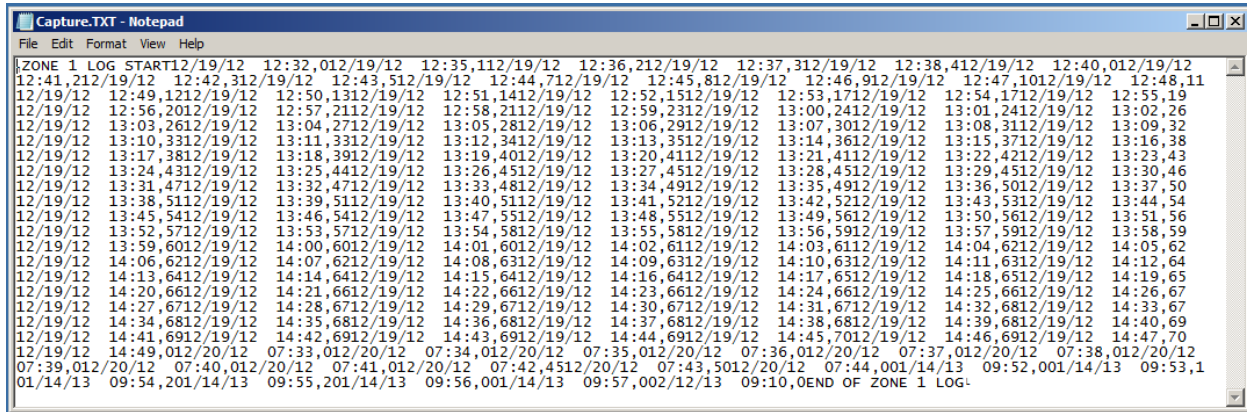 Capture.TXT - Notepad
File Edit Format View Help
ZONE 1 LOG START12/19/12  12:32,012/19/12  12:35,112/19/12  12:36,212/19/12  12:37,312/19/12  12:38,412/19/12  12:40,012/19/12
12:41,212/19/12  12:42,312/19/12  12:43,512/19/12  12:44,712/19/12  12:45,812/19/12  12:46,912/19/12  12:47,1012/19/12  12:48,11
12/19/12  12:49,1212/19/12  12:50,1312/19/12  12:51,1412/19/12  12:52,1512/19/12  12:53,1712/19/12  12:54,1712/19/12  12:55,19
12/19/12  12:56,2012/19/12  12:57,2112/19/12  12:58,2112/19/12  12:59,2312/19/12  13:00,2412/19/12  13:01,2412/19/12  13:02,26
12/19/12  13:03,2612/19/12  13:04,2712/19/12  13:05,2812/19/12  13:06,2912/19/12  13:07,3012/19/12  13:08,3112/19/12  13:09,32
12/19/12  13:10,3312/19/12  13:11,3312/19/12  13:12,3412/19/12  13:13,3512/19/12  13:14,3612/19/12  13:15,3712/19/12  13:16,38
12/19/12  13:17,3812/19/12  13:18,3912/19/12  13:19,4012/19/12  13:20,4112/19/12  13:21,4112/19/12  13:22,4212/19/12  13:23,43
12/19/12  13:24,4312/19/12  13:25,4412/19/12  13:26,4512/19/12  13:27,4512/19/12  13:28,4512/19/12  13:29,4512/19/12  13:30,46
12/19/12  13:31,4712/19/12  13:32,4712/19/12  13:33,4812/19/12  13:34,4912/19/12  13:35,4912/19/12  13:36,5012/19/12  13:37,50
12/19/12  13:38,5112/19/12  13:39,5112/19/12  13:40,5112/19/12  13:41,5212/19/12  13:42,5212/19/12  13:43,5312/19/12  13:44,54
12/19/12  13:45,5412/19/12  13:46,5412/19/12  13:47,5512/19/12  13:48,5512/19/12  13:49,5612/19/12  13:50,5612/19/12  13:51,56
12/19/12  13:52,5712/19/12  13:53,5712/19/12  13:54,5812/19/12  13:55,5812/19/12  13:56,5912/19/12  13:57,5912/19/12  13:58,59
12/19/12  13:59,6012/19/12  14:00,6012/19/12  14:01,6012/19/12  14:02,6112/19/12  14:03,6112/19/12  14:04,6212/19/12  14:05,62
12/19/12  14:06,6212/19/12  14:07,6212/19/12  14:08,6312/19/12  14:09,6312/19/12  14:10,6312/19/12  14:11,6312/19/12  14:12,64
12/19/12  14:13,6412/19/12  14:14,6412/19/12  14:15,6412/19/12  14:16,6412/19/12  14:17,6512/19/12  14:18,6512/19/12  14:19,65
12/19/12  14:20,6612/19/12  14:21,6612/19/12  14:22,6612/19/12  14:23,6612/19/12  14:24,6612/19/12  14:25,6612/19/12  14:26,67
12/19/12  14:27,6712/19/12  14:28,6712/19/12  14:29,6712/19/12  14:30,6712/19/12  14:31,6712/19/12  14:32,6812/19/12  14:33,67
12/19/12  14:34,6812/19/12  14:35,6812/19/12  14:36,6812/19/12  14:37,6812/19/12  14:38,6812/19/12  14:39,6812/19/12  14:40,69
12/19/12  14:41,6912/19/12  14:42,6912/19/12  14:43,6912/19/12  14:44,6912/19/12  14:45,7012/19/12  14:46,6912/19/12  14:47,70
12/19/12  14:49,012/20/12  07:33,012/20/12  07:34,012/20/12  07:35,012/20/12  07:36,012/20/12  07:37,012/20/12  07:38,012/20/12
07:39,012/20/12  07:40,012/20/12  07:41,012/20/12  07:42,4512/20/12  07:43,5012/20/12  07:44,001/14/13  09:52,001/14/13  09:53,1
01/14/13  09:54,201/14/13  09:55,201/14/13  09:56,001/14/13  09:57,002/12/13  09:10,0END OF ZONE 1 LOG